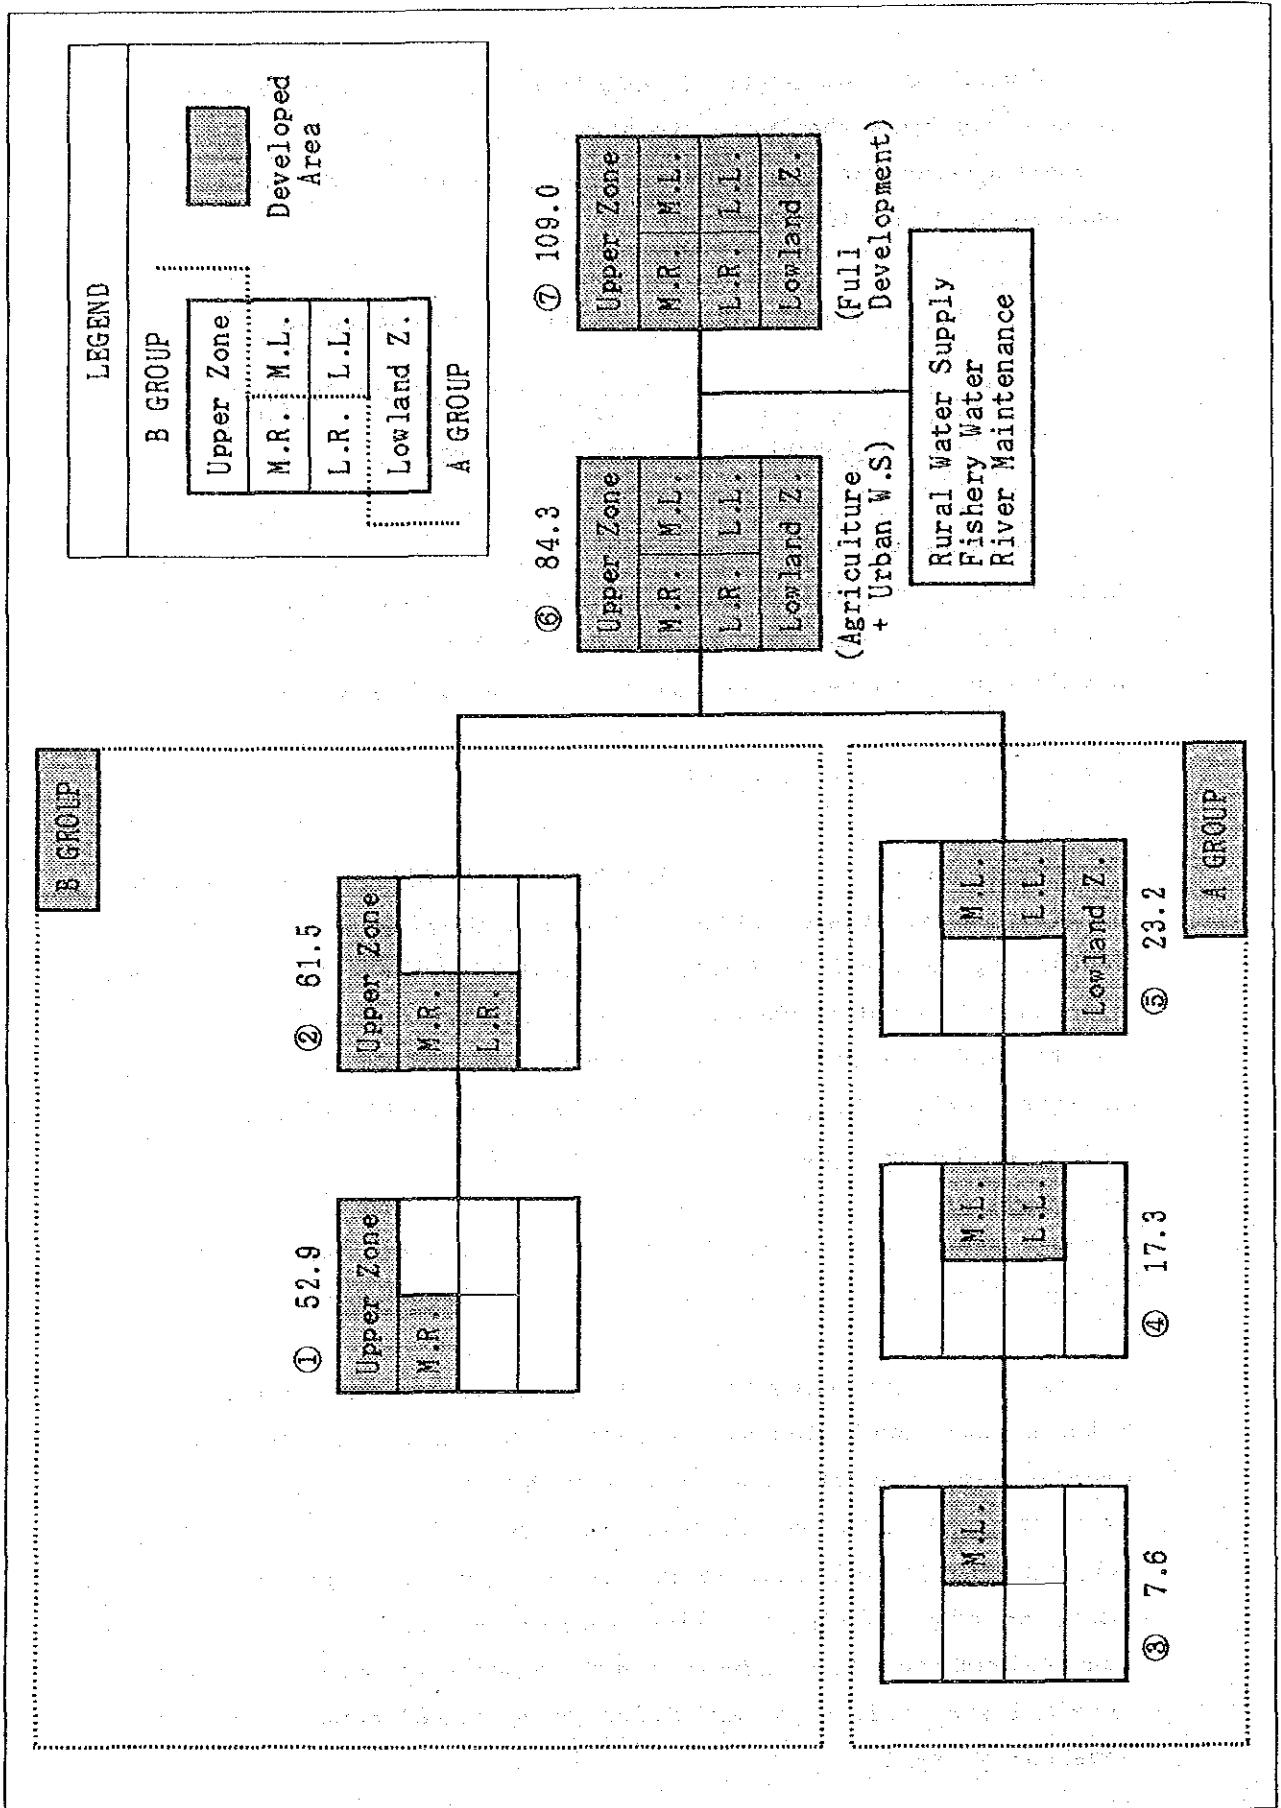 LEGEND
B GROUP
Upper Zone
M.R. M.L.
L.R. L.L.
Lowland Z.
A GROUP
Developed
Area
B GROUP
① 52.9
Upper Zone
M.R.
② 61.5
Upper Zone
M.R.
L.R.
⑥ 84.3
Upper Zone
M.R. M.L.
L.R. L.L.
Lowland Z.
(Agriculture
+ Urban W.S)
⑦ 109.0
Upper Zone
M.R. M.L.
L.R. L.L.
Lowland Z.
(Full
Development)
Rural Water Supply
Fishery Water
River Maintenance
M.L.
③ 7.6
M.L.
L.L.
④ 17.3
M.L.
L.L.
Lowland Z.
⑤ 23.2
A GROUP